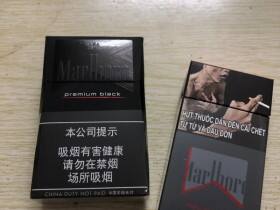 Marlboro
premium black
本公司提示
吸烟有害健康
请勿在禁烟
场所吸烟
CHINA DUTY NOT PAID
HÚT THUỐC DẪN ĐẾN CÁI CHẾT
TỪ TỪ VÀ ĐAU ĐỚN
Marlboro